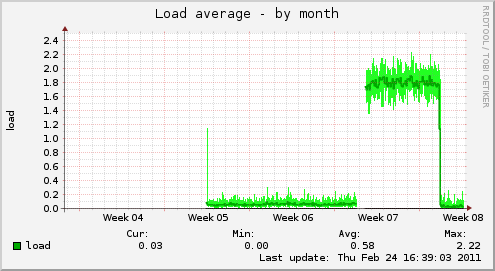 Load average - by month
RRDTOOL / TOBI OETIKER
load
2.4
2.2
2.0
1.8
1.6
1.4
1.2
1.0
0.8
0.6
0.4
0.2
0.0
Week 04 Week 05 Week 06 Week 07 Week 08
Cur: Min: Avg: Max:
load 0.03 0.00 0.58 2.22
Last update: Thu Feb 24 16:39:03 2011